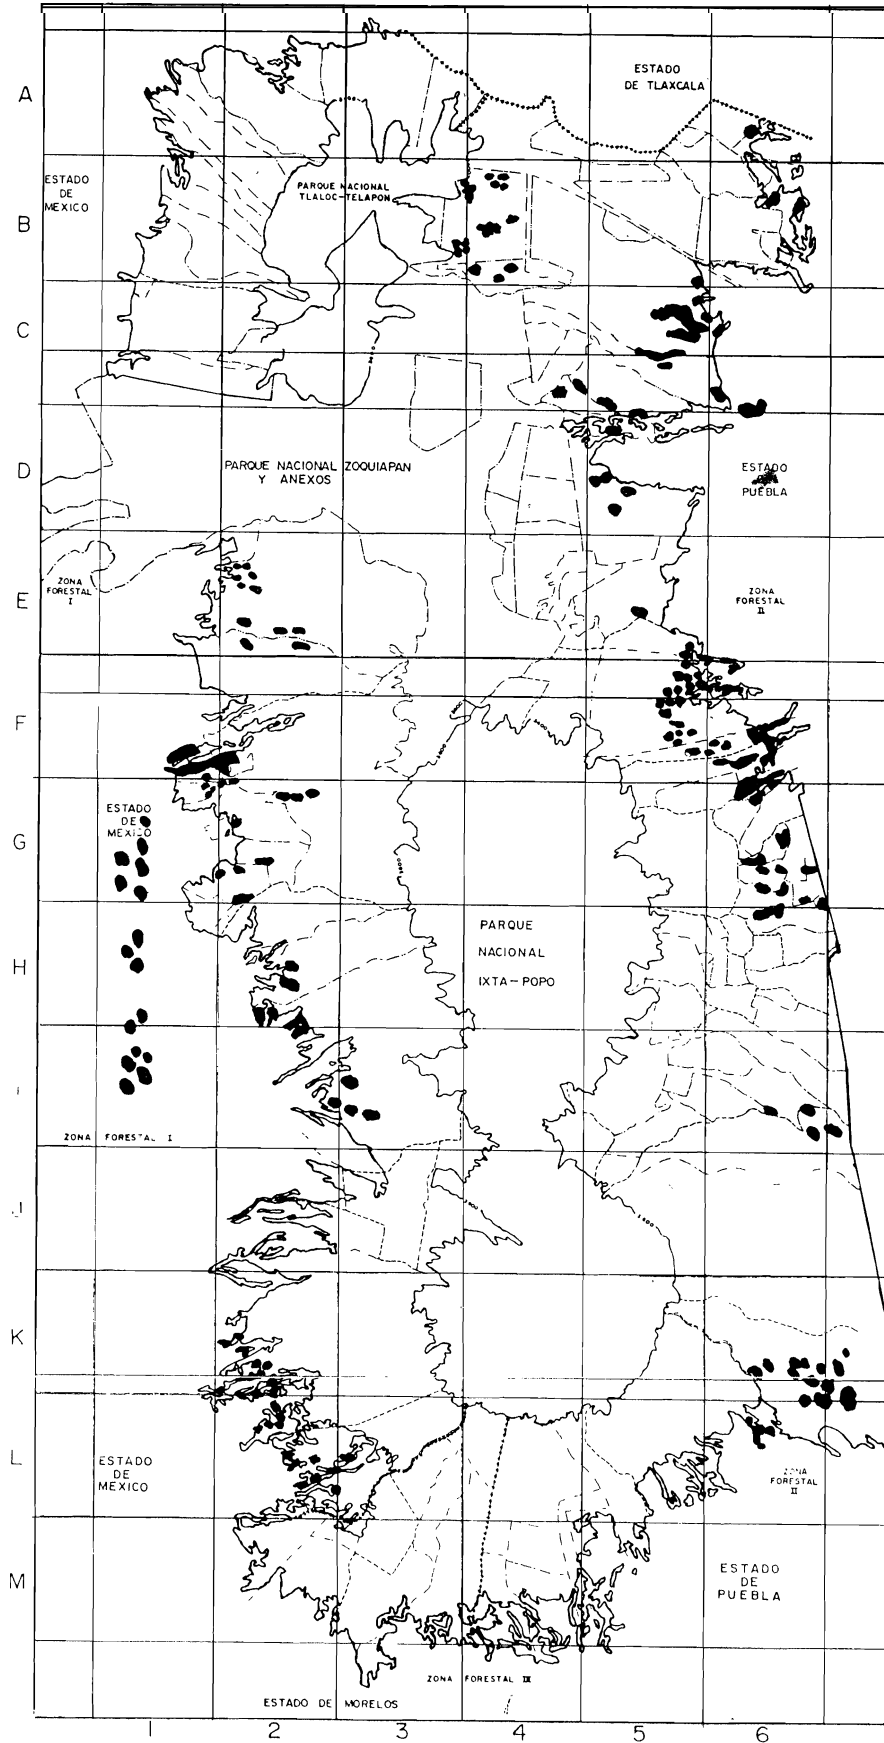 A
ESTADO
DE TLAXCALA
ESTADO
DE
MEXICO
PARQUE NACIONAL
TLALOC-TELAPON
B
C
D
PARQUE NACIONAL ZOQUIAPAN
Y ANEXOS
ESTADO
PUEBLA
ZONA
FORESTAL
I
E
ZONA
FORESTAL
II
F
ESTADO
DE
MEXICO
G
PARQUE
NACIONAL
IXTA-POPO
H
I
ZONA FORESTAL I
J
K
L
ESTADO
DE
MEXICO
ZONA
FORESTAL
II
M
ESTADO
DE
PUEBLA
ZONA FORESTAL III
ESTADO DE MORELOS
1 2 3 4 5 6